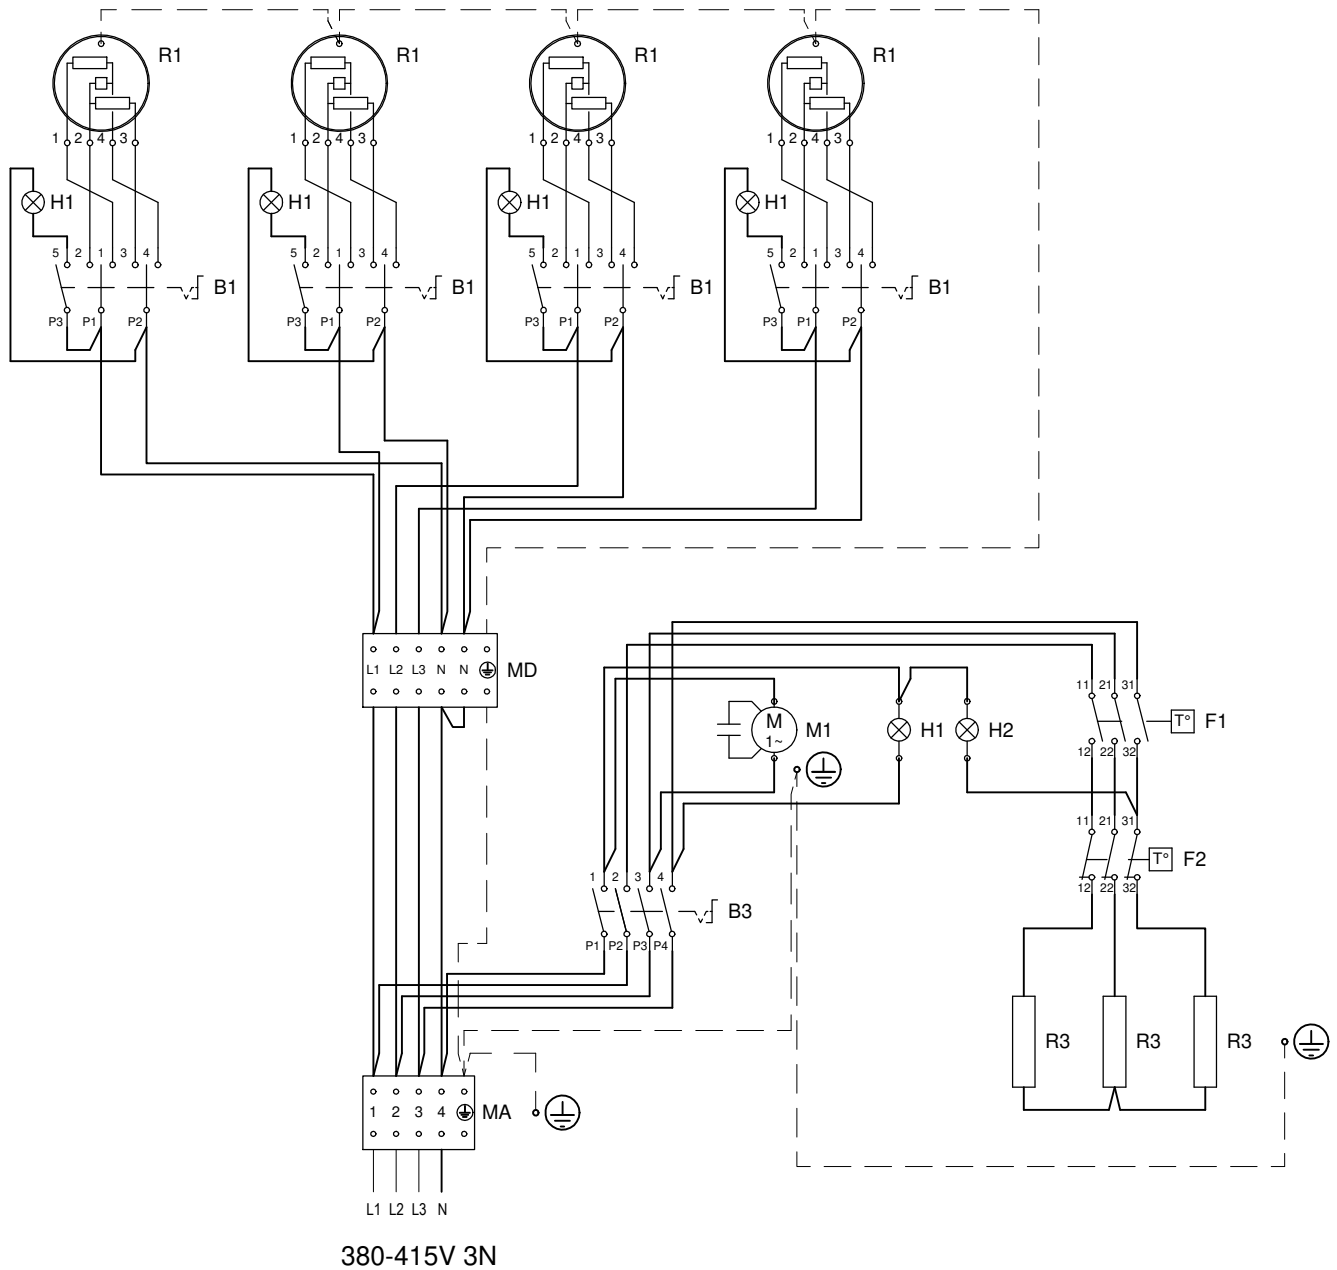 R1 R1 R1 R1
1 2 4 3 1 2 4 3 1 2 4 3 1 2 4 3
H1 H1 H1 H1
5 2 1 3 4 5 2 1 3 4 5 2 1 3 4 5 2 1 3 4
B1 B1 B1 B1
P3 P1 P2 P3 P1 P2 P3 P1 P2 P3 P1 P2
L1 L2 L3 N N MD
11 21 31
T° F1
M 1~ M1 H1 H2
12 22 32
11 21 31
T° F2
12 22 32
1 2 3 4
B3
P1 P2 P3 P4
R3 R3 R3
1 2 3 4 MA
L1 L2 L3 N
380-415V 3N